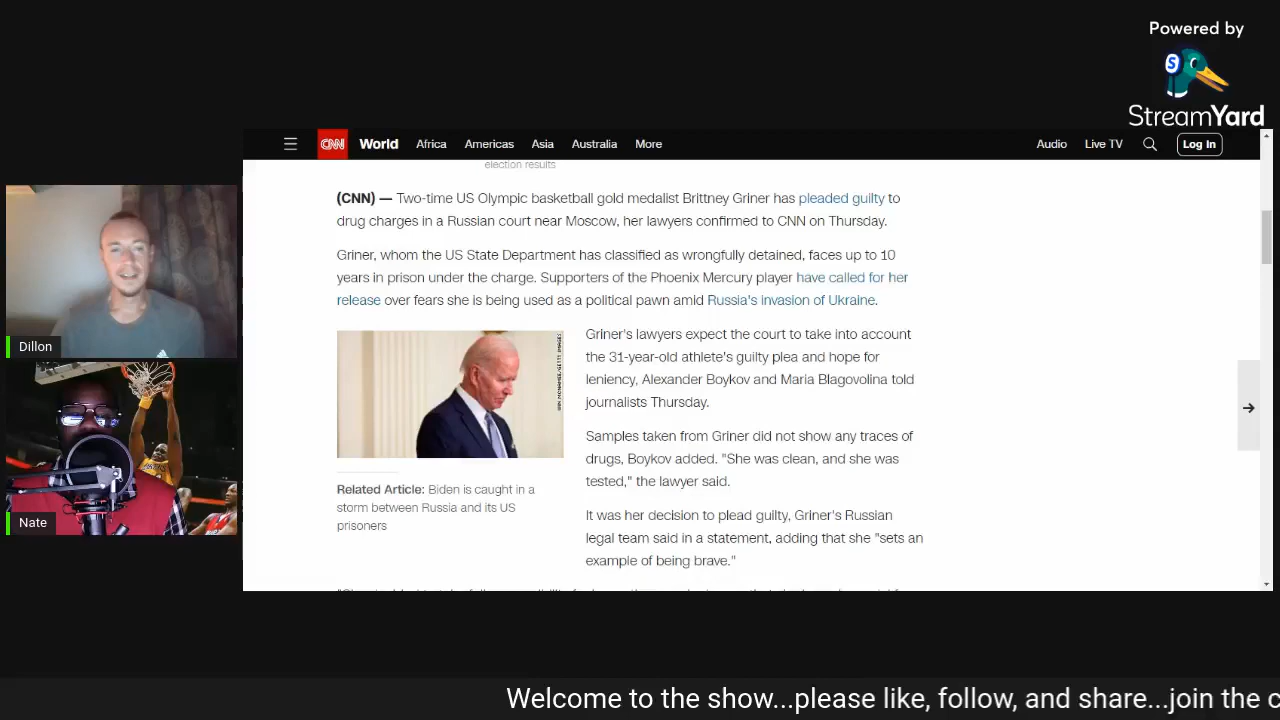 Powered by
StreamYard
CNN World Africa Americas Asia Australia More Audio Live TV Log In
election results
(CNN) — Two-time US Olympic basketball gold medalist Brittney Griner has pleaded guilty to
drug charges in a Russian court near Moscow, her lawyers confirmed to CNN on Thursday.
Griner, whom the US State Department has classified as wrongfully detained, faces up to 10
years in prison under the charge. Supporters of the Phoenix Mercury player have called for her
release over fears she is being used as a political pawn amid Russia's invasion of Ukraine.
Griner's lawyers expect the court to take into account
the 31-year-old athlete's guilty plea and hope for
leniency, Alexander Boykov and Maria Blagovolina told
journalists Thursday.
Samples taken from Griner did not show any traces of
drugs, Boykov added. "She was clean, and she was
tested," the lawyer said.
It was her decision to plead guilty, Griner's Russian
legal team said in a statement, adding that she "sets an
example of being brave."
Related Article: Biden is caught in a
storm between Russia and its US
prisoners
Dillon
Nate
Welcome to the show...please like, follow, and share...join the c